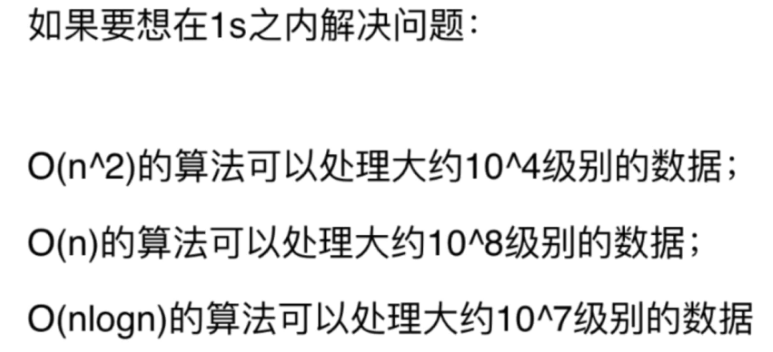 如果要想在1s之内解决问题：
O(n^2)的算法可以处理大约10^4级别的数据；
O(n)的算法可以处理大约10^8级别的数据；
O(nlogn)的算法可以处理大约10^7级别的数据